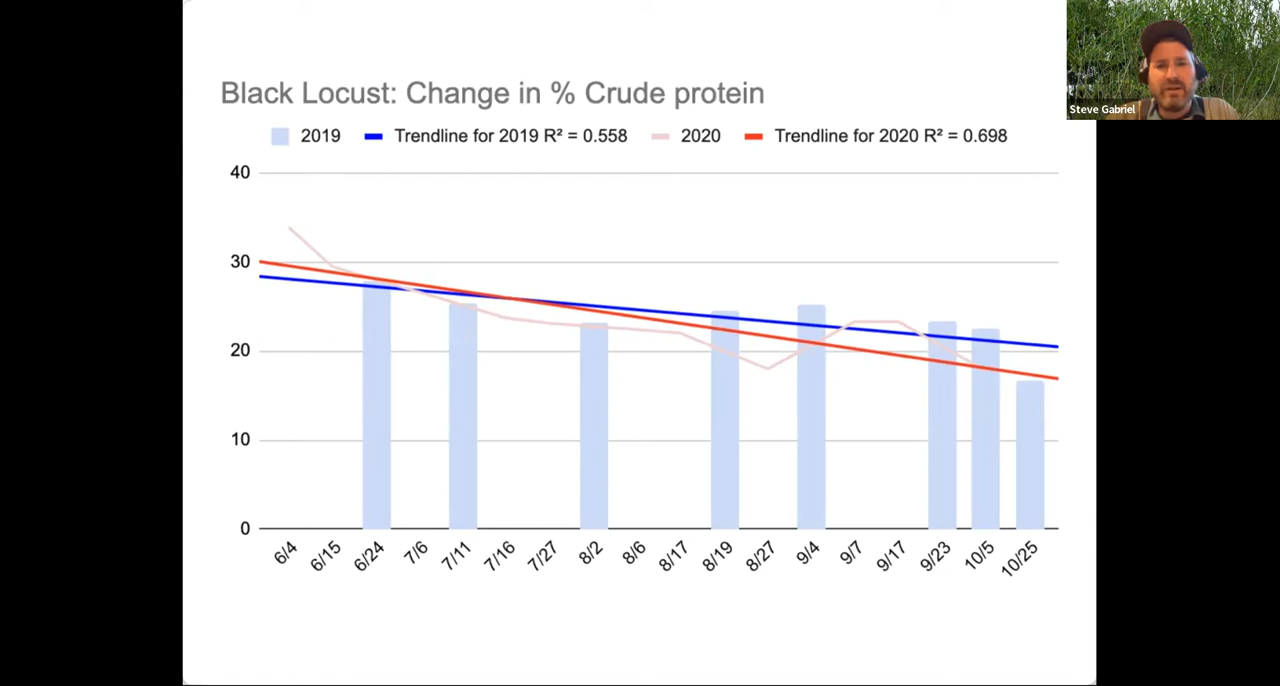 Black Locust: Change in % Crude protein
2019 Trendline for 2019 R² = 0.558 2020 Trendline for 2020 R² = 0.698
40
30
20
10
0
6/4 6/15 6/24 7/6 7/11 7/16 7/27 8/2 8/6 8/17 8/19 8/27 9/4 9/7 9/17 9/23 10/5 10/25
Steve Gabriel